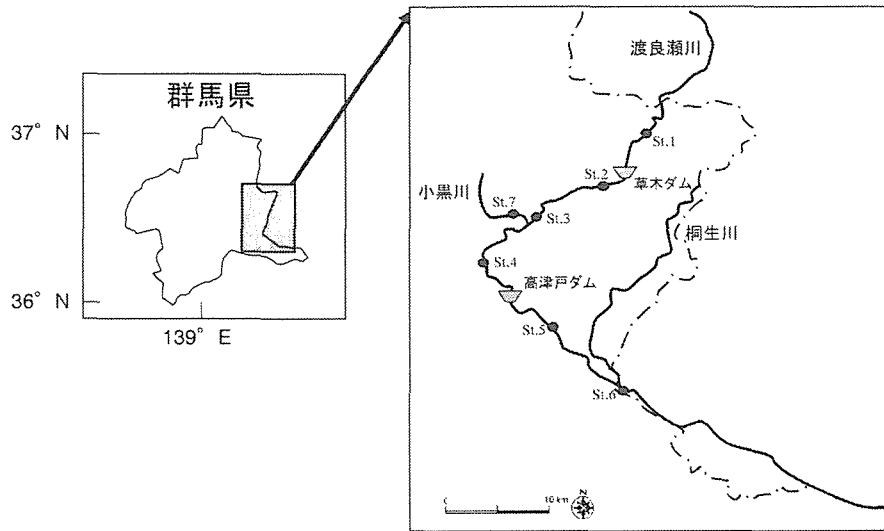 群馬県
37° N
36° N
139° E
渡良瀬川
St.1
草木ダム
St.2
小黒川
St.7
St.3
桐生川
St.4
高津戸ダム
St.5
St.6
0
10 km
N